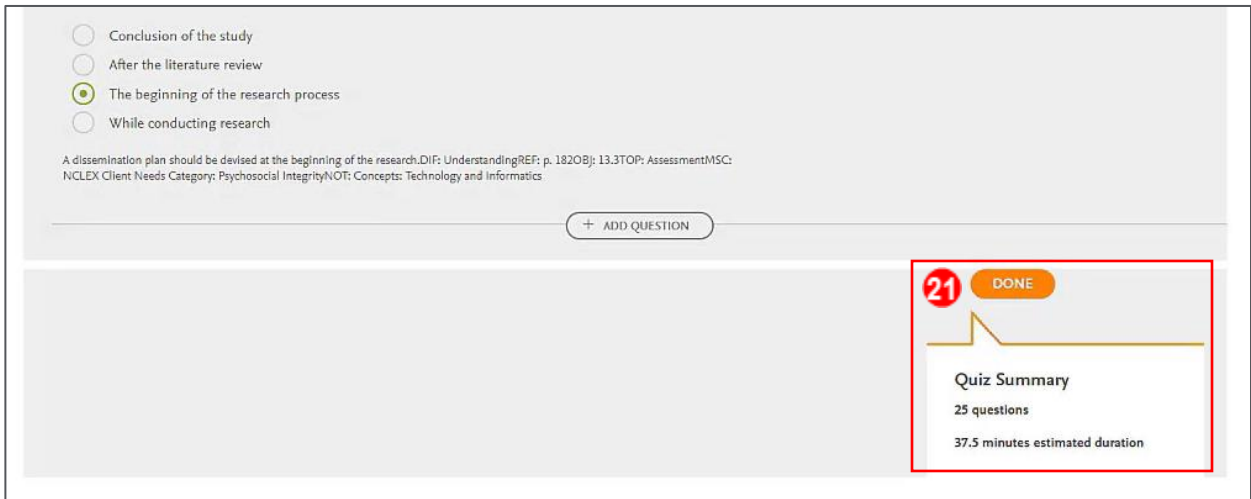 Conclusion of the study
After the literature review
The beginning of the research process
While conducting research
A dissemination plan should be devised at the beginning of the research.DIF: UnderstandingREF: p. 182OBJ: 13.3TOP: AssessmentMSC:
NCLEX Client Needs Category: Psychosocial IntegrityNOT: Concepts: Technology and Informatics
+ ADD QUESTION
21 DONE
Quiz Summary
25 questions
37.5 minutes estimated duration